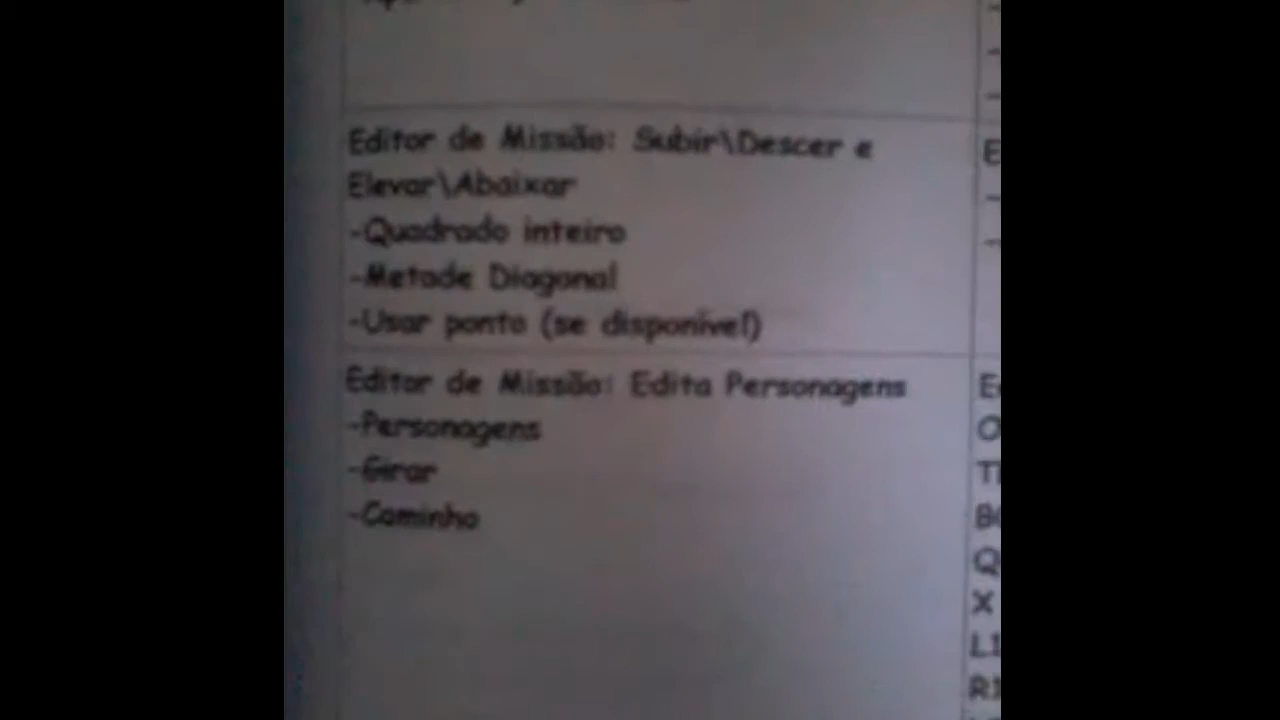 Editor de Missão: Subir\Descer e
Elevar\Abaixar
-Quadrado inteiro
-Metade Diagonal
-Usar ponto (se disponível)
Editor de Missão: Edita Personagens
-Personagens
-Girar
-Caminho
X